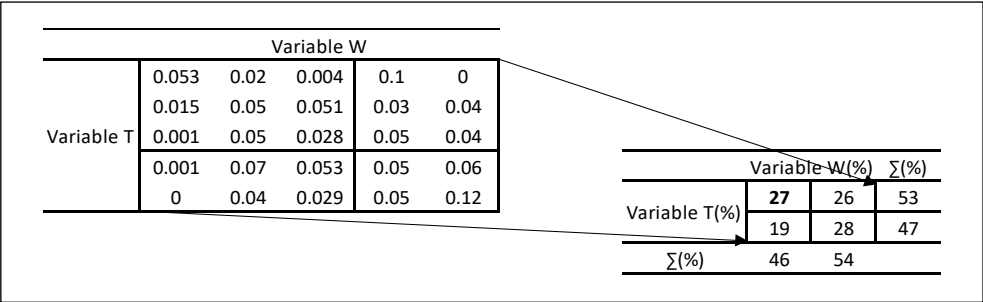 Variable W
0.053 0.02 0.004 0.1 0
0.015 0.05 0.051 0.03 0.04
Variable T 0.001 0.05 0.028 0.05 0.04
0.001 0.07 0.053 0.05 0.06
0 0.04 0.029 0.05 0.12
Variable W(%) ∑(%)
27 26 53
Variable T(%)
19 28 47
∑(%) 46 54